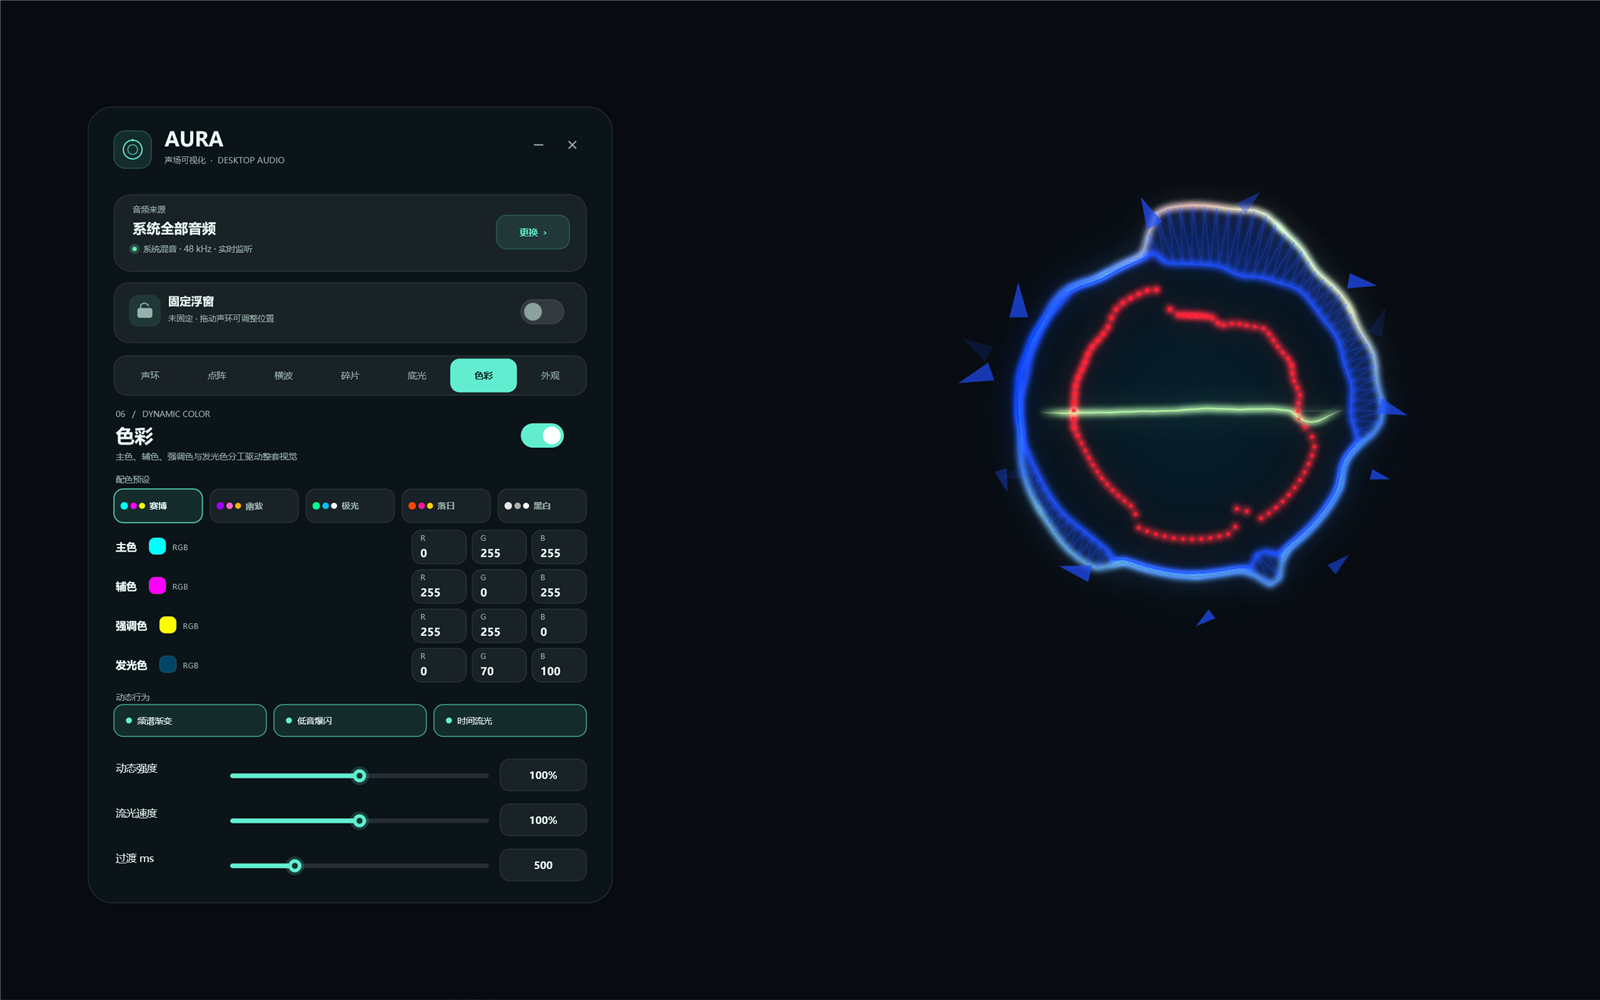 AURA
声场可视化 · DESKTOP AUDIO
音频来源
系统全部音频
系统混音 · 48 kHz · 实时监听
更换 ›
固定浮窗
未固定 · 拖动声环可调整位置
声环 点阵 横波 碎片 底光 色彩 外观
06 / DYNAMIC COLOR
色彩
主色、辅色、强调色与发光色分工驱动整套视觉
配色预设
赛博 幽紫 极光 落日 黑白
主色 RGB R 0 G 255 B 255
辅色 RGB R 255 G 0 B 255
强调色 RGB R 255 G 255 B 0
发光色 RGB R 0 G 70 B 100
动态行为
频谱渐变 低音爆闪 时间流光
动态强度 100%
流光速度 100%
过渡 ms 500